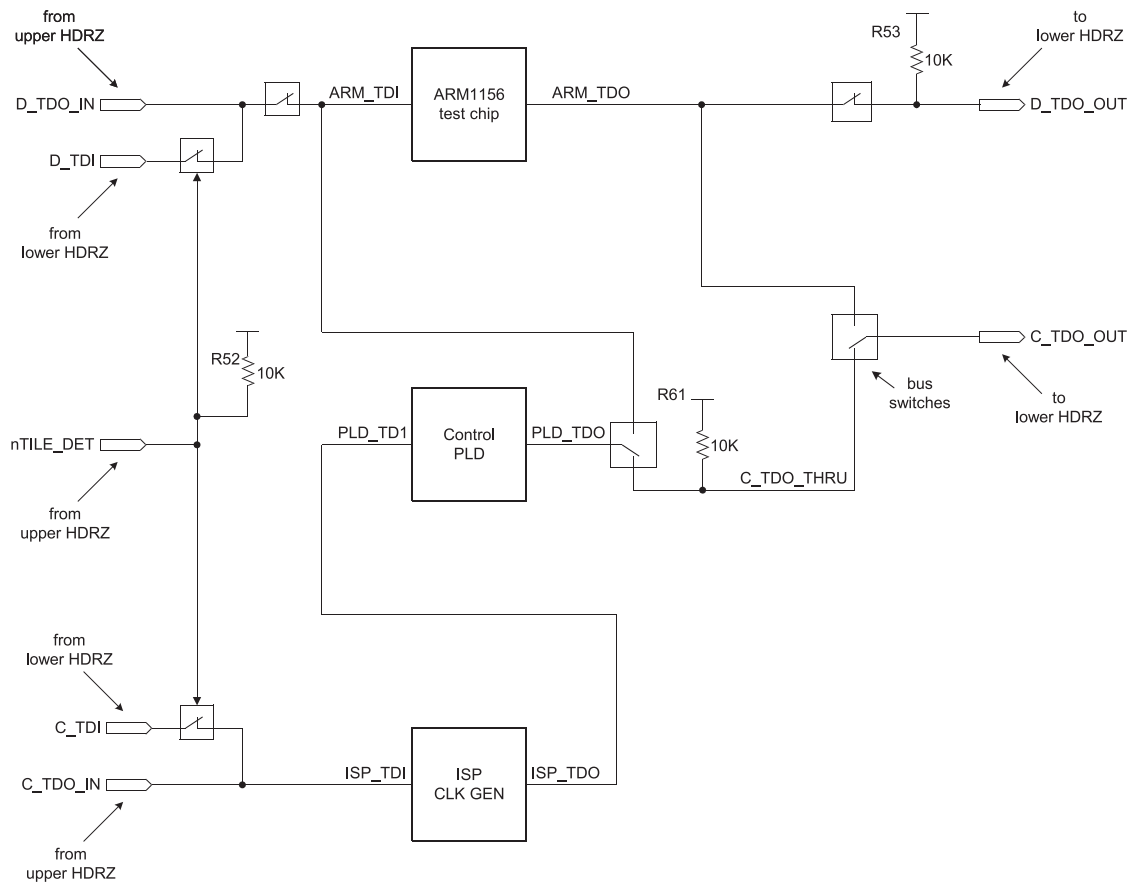 from
upper HDRZ
D_TDO_IN
D_TDI
from
lower HDRZ
ARM_TDI
ARM1156
test chip
ARM_TDO
R53
10K
to
lower HDRZ
D_TDO_OUT
R52
10K
C_TDO_OUT
bus
switches
to
lower HDRZ
nTILE_DET
from
upper HDRZ
PLD_TD1
Control
PLD
PLD_TDO
R61
10K
C_TDO_THRU
from
lower HDRZ
C_TDI
C_TDO_IN
from
upper HDRZ
ISP_TDI
ISP
CLK GEN
ISP_TDO